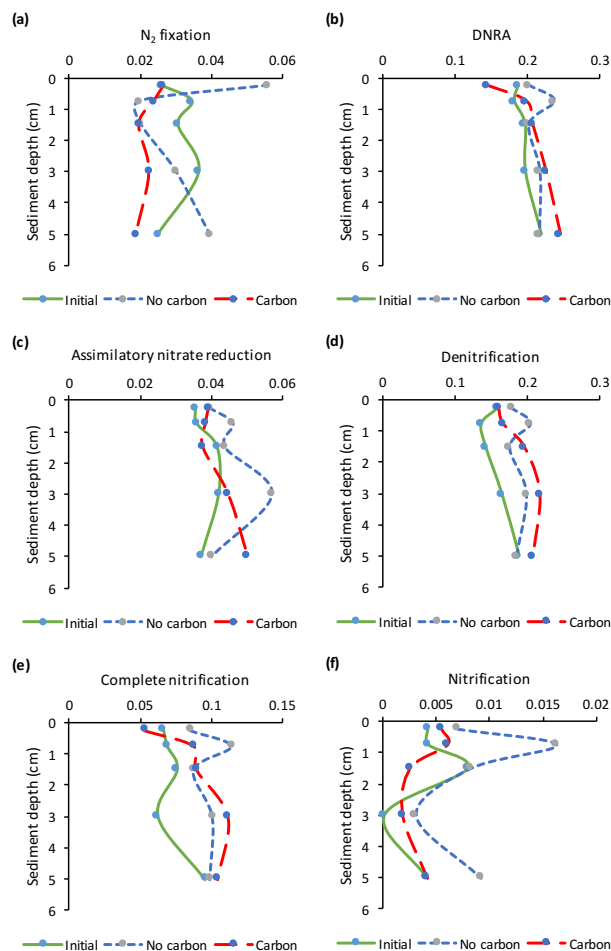 (a)
N₂ fixation
0 0.02 0.04 0.06
0
1
2
3
4
5
6
Sediment depth (cm)
Initial No carbon Carbon
(b)
DNRA
0 0.1 0.2 0.3
0
1
2
3
4
5
6
Sediment depth (cm)
Initial No carbon Carbon
(c)
Assimilatory nitrate reduction
0 0.02 0.04 0.06
0
1
2
3
4
5
6
Sediment depth (cm)
Initial No carbon Carbon
(d)
Denitrification
0 0.1 0.2 0.3
0
1
2
3
4
5
6
Sediment depth (cm)
Initial No carbon Carbon
(e)
Complete nitrification
0 0.05 0.1 0.15
0
1
2
3
4
5
6
Sediment depth (cm)
Initial No carbon Carbon
(f)
Nitrification
0 0.005 0.01 0.015 0.02
0
1
2
3
4
5
6
Sediment depth (cm)
Initial No carbon Carbon